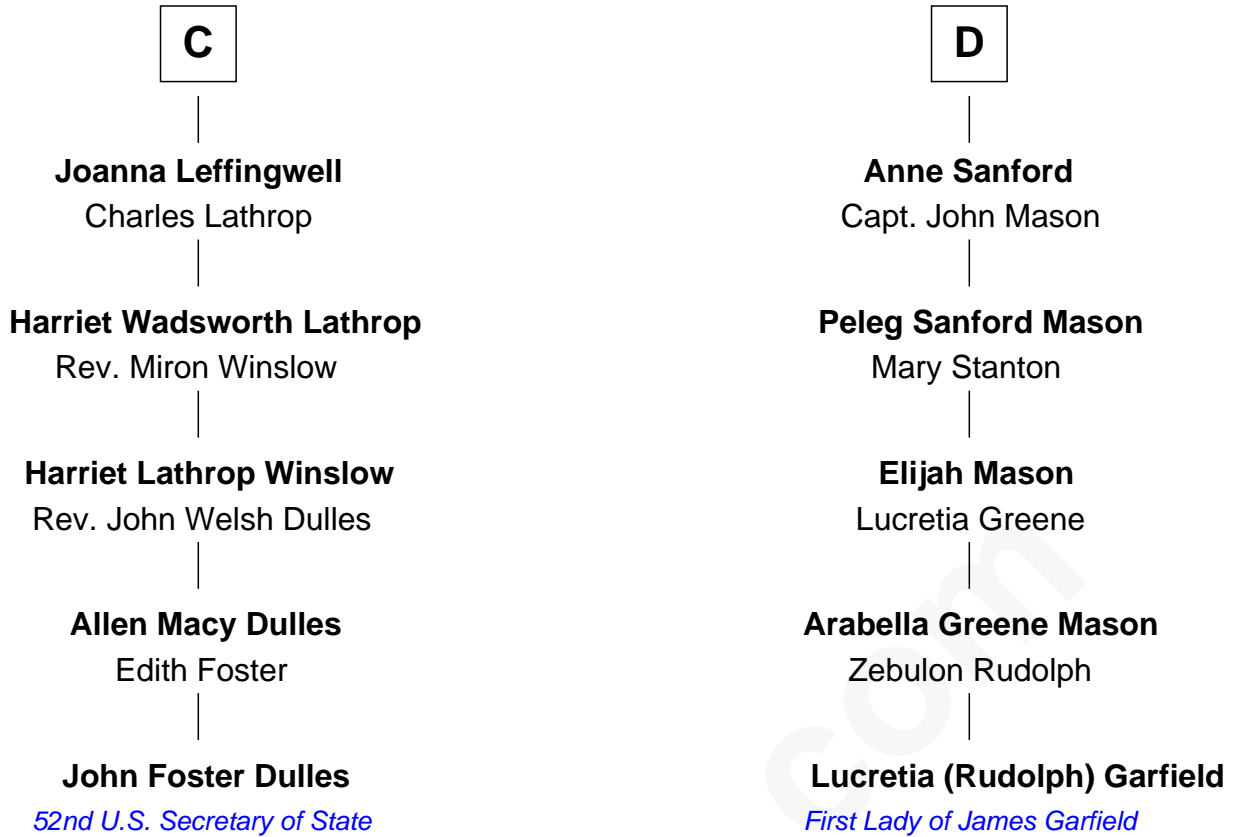 C
Joanna Leffingwell
Charles Lathrop
Harriet Wadsworth Lathrop
Rev. Miron Winslow
Harriet Lathrop Winslow
Rev. John Welsh Dulles
Allen Macy Dulles
Edith Foster
John Foster Dulles
52nd U.S. Secretary of State
D
Anne Sanford
Capt. John Mason
Peleg Sanford Mason
Mary Stanton
Elijah Mason
Lucretia Greene
Arabella Greene Mason
Zebulon Rudolph
Lucretia (Rudolph) Garfield
First Lady of James Garfield
com